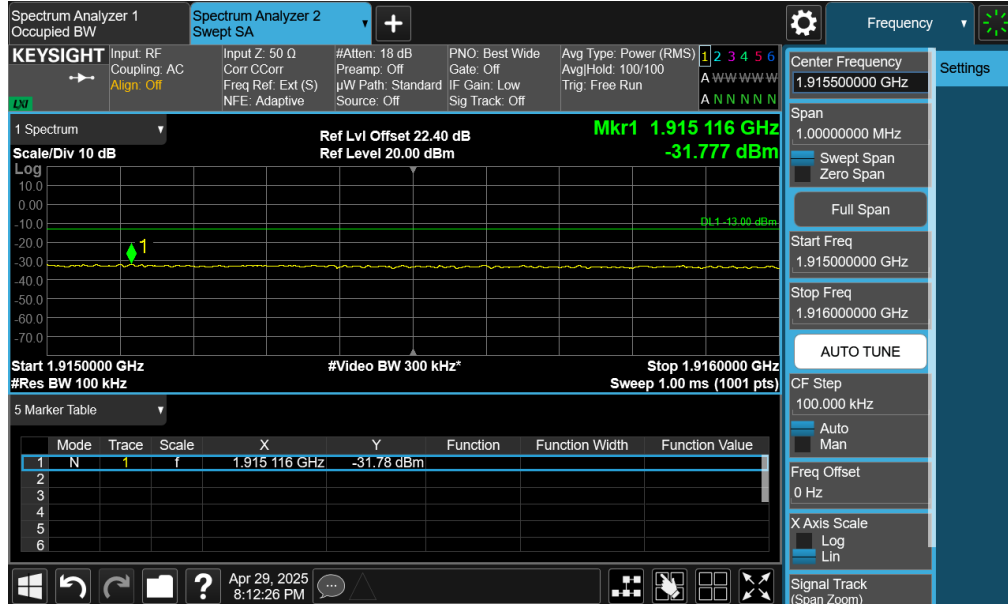 Spectrum Analyzer 1
Occupied BW
Spectrum Analyzer 2
Swept SA
Frequency
KEYSIGHT
Input: RF
Coupling: AC
Align: Off
Input Z: 50 Ω
Corr CCorr
Freq Ref: Ext (S)
NFE: Adaptive
#Atten: 18 dB
Preamp: Off
µW Path: Standard
Source: Off
PNO: Best Wide
Gate: Off
IF Gain: Low
Sig Track: Off
Avg Type: Power (RMS)
Avg|Hold: 100/100
Trig: Free Run
1 2 3 4 5 6
A W W W W W
A N N N N N
LXI
1 Spectrum
Scale/Div 10 dB
Ref Lvl Offset 22.40 dB
Ref Level 20.00 dBm
Mkr1 1.915 116 GHz
-31.777 dBm
Log
10.0
0.00
-10.0
-20.0
-30.0
-40.0
-50.0
-60.0
-70.0
DL1 -13.00 dBm
1
Start 1.9150000 GHz
#Video BW 300 kHz*
Stop 1.9160000 GHz
#Res BW 100 kHz
Sweep 1.00 ms (1001 pts)
5 Marker Table
Mode Trace Scale X Y Function Function Width Function Value
1 N 1 f 1.915 116 GHz -31.78 dBm
2
3
4
5
6
Apr 29, 2025
8:12:26 PM
Center Frequency
1.915500000 GHz
Settings
Span
1.00000000 MHz
Swept Span
Zero Span
Full Span
Start Freq
1.915000000 GHz
Stop Freq
1.916000000 GHz
AUTO TUNE
CF Step
100.000 kHz
Auto
Man
Freq Offset
0 Hz
X Axis Scale
Log
Lin
Signal Track
(Span Zoom)